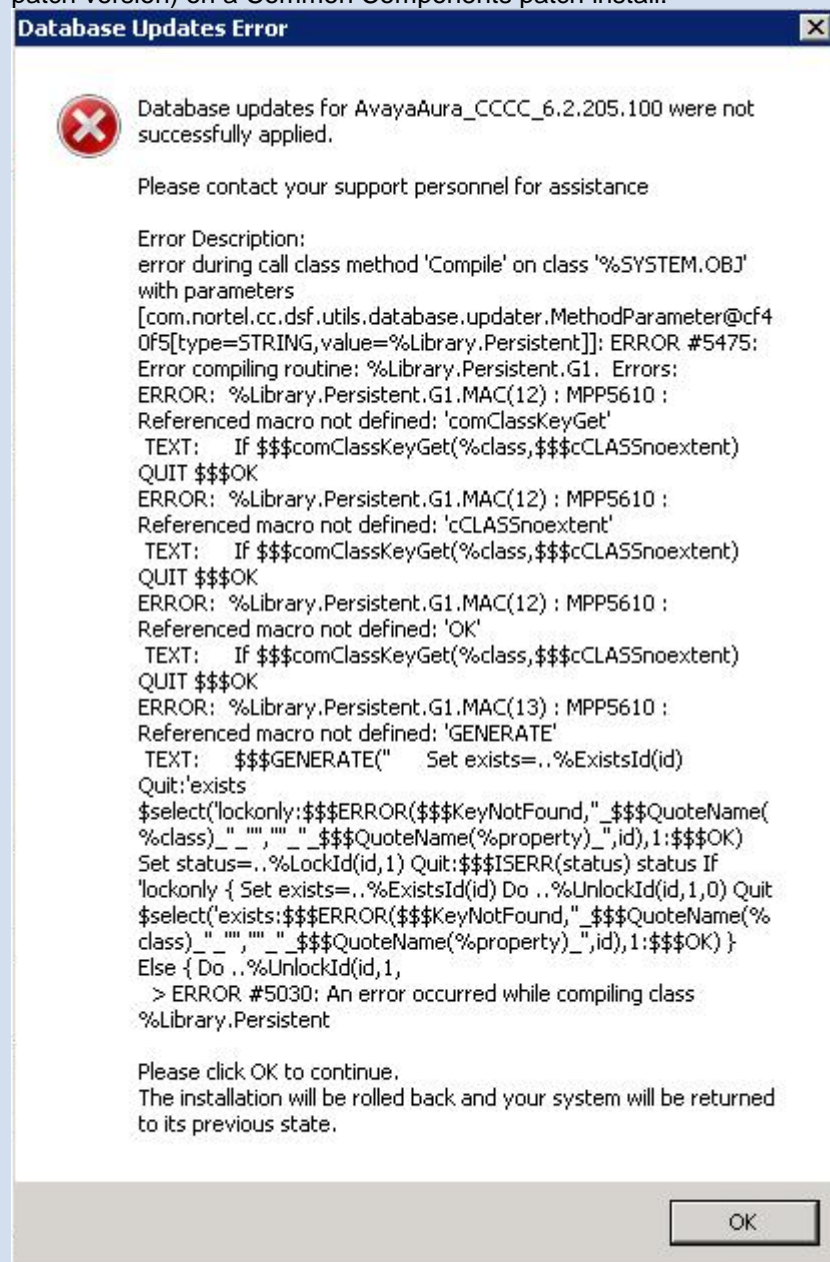 patch version) on a Common Components patch install.
Database Updates Error
Database updates for AvayaAura_CCCC_6.2.205.100 were not
successfully applied.
Please contact your support personnel for assistance
Error Description:
error during call class method 'Compile' on class '%SYSTEM.OBJ'
with parameters
[com.nortel.cc.dsf.utils.database.updater.MethodParameter@cf4
0f5[type=STRING,value=%Library.Persistent]]: ERROR #5475:
Error compiling routine: %Library.Persistent.G1.  Errors:
ERROR:  %Library.Persistent.G1.MAC(12) : MPP5610 :
Referenced macro not defined: 'comClassKeyGet'
TEXT:    If $$$comClassKeyGet(%class,$$$cCLASSnoextent)
QUIT $$$OK
ERROR:  %Library.Persistent.G1.MAC(12) : MPP5610 :
Referenced macro not defined: 'cCLASSnoextent'
TEXT:    If $$$comClassKeyGet(%class,$$$cCLASSnoextent)
QUIT $$$OK
ERROR:  %Library.Persistent.G1.MAC(12) : MPP5610 :
Referenced macro not defined: 'OK'
TEXT:    If $$$comClassKeyGet(%class,$$$cCLASSnoextent)
QUIT $$$OK
ERROR:  %Library.Persistent.G1.MAC(13) : MPP5610 :
Referenced macro not defined: 'GENERATE'
TEXT:    $$$GENERATE("    Set exists=..%ExistsId(id)
Quit:'exists
$select('lockonly:$$$ERROR($$$KeyNotFound,"_$$$QuoteName(
%class)_"_"",""_"_$$$QuoteName(%property)_",id),1:$$$OK)
Set status=..%LockId(id,1) Quit:$$$ISERR(status) status If
'lockonly { Set exists=..%ExistsId(id) Do ..%UnlockId(id,1,0) Quit
$select('exists:$$$ERROR($$$KeyNotFound,"_$$$QuoteName(%
class)_"_"",""_"_$$$QuoteName(%property)_",id),1:$$$OK) }
Else { Do ..%UnlockId(id,1,
> ERROR #5030: An error occurred while compiling class
%Library.Persistent
Please click OK to continue.
The installation will be rolled back and your system will be returned
to its previous state.
OK